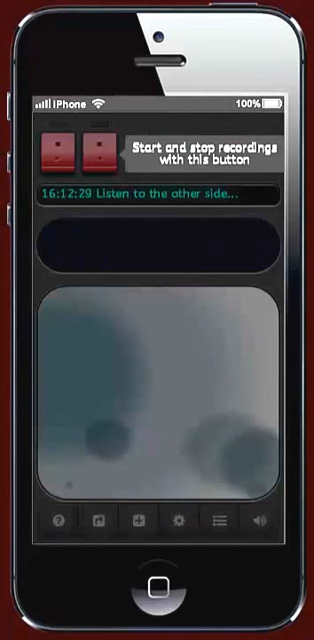 iPhone 100%
Start and stop recordings
with this button
16:12:29 Listen to the other side...